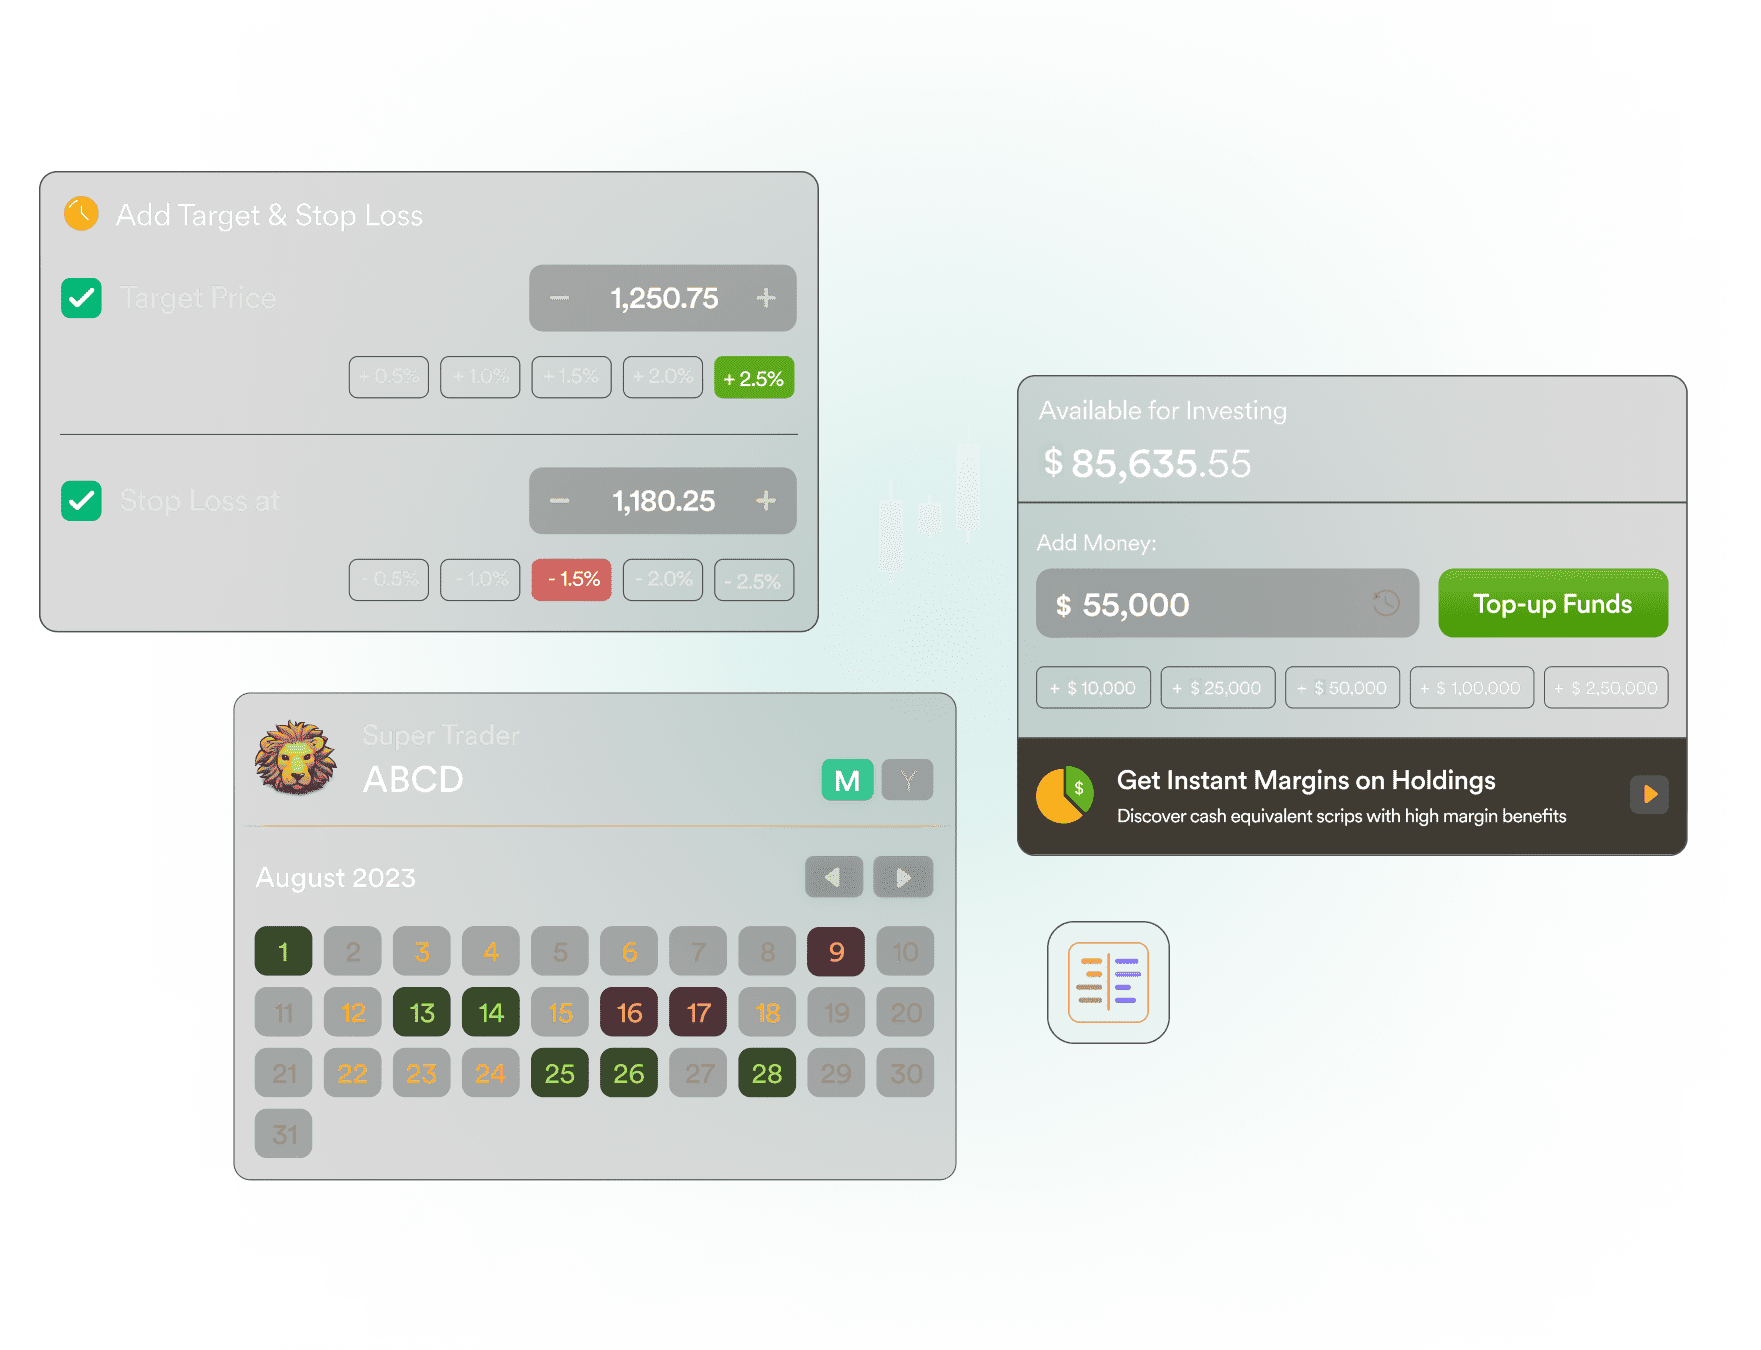 Add Target & Stop Loss
Target Price
− 1,250.75 +
+ 0.5% + 1.0% + 1.5% + 2.0% + 2.5%
Stop Loss at
− 1,180.25 +
- 0.5% - 1.0% - 1.5% - 2.0% - 2.5%
Available for Investing
$ 85,635.55
Add Money:
$ 55,000
Top-up Funds
+ $ 10,000 + $ 25,000 + $ 50,000 + $ 1,00,000 + $ 2,50,000
$
Get Instant Margins on Holdings
Discover cash equivalent scrips with high margin benefits
Super Trader
ABCD
M Y
August 2023
1 2 3 4 5 6 7 8 9 10
11 12 13 14 15 16 17 18 19 20
21 22 23 24 25 26 27 28 29 30
31